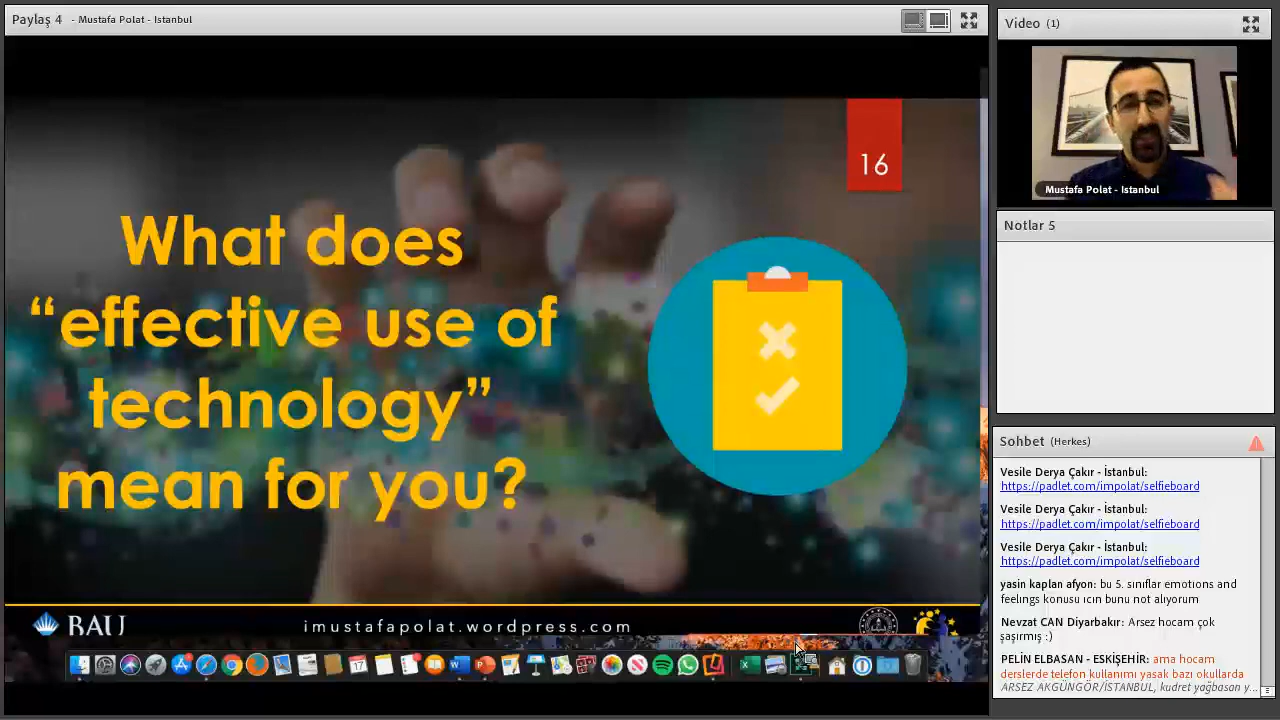 Paylaş 4 - Mustafa Polat - Istanbul
16
What does
“effective use of
technology”
mean for you?
BAU
imustafapolat.wordpress.com
17
Video (1)
Mustafa Polat - Istanbul
Notlar 5
Sohbet (Herkes)
Vesile Derya Çakır - İstanbul:
https://padlet.com/impolat/selfieboard
Vesile Derya Çakır - İstanbul:
https://padlet.com/impolat/selfieboard
Vesile Derya Çakır - İstanbul:
https://padlet.com/impolat/selfieboard
yasin kaplan afyon: bu 5. sınıflar emotıons and
feelıngs konusu ıcın bunu not alıyorum
Nevzat CAN Diyarbakır: Arsez hocam çok
şaşırmış :)
PELİN ELBASAN - ESKİŞEHİR: ama hocam
derslerde telefon kullanımı yasak bazı okullarda
ARSEZ AKGÜNGÖR/İSTANBUL, kudret yağbasan y...